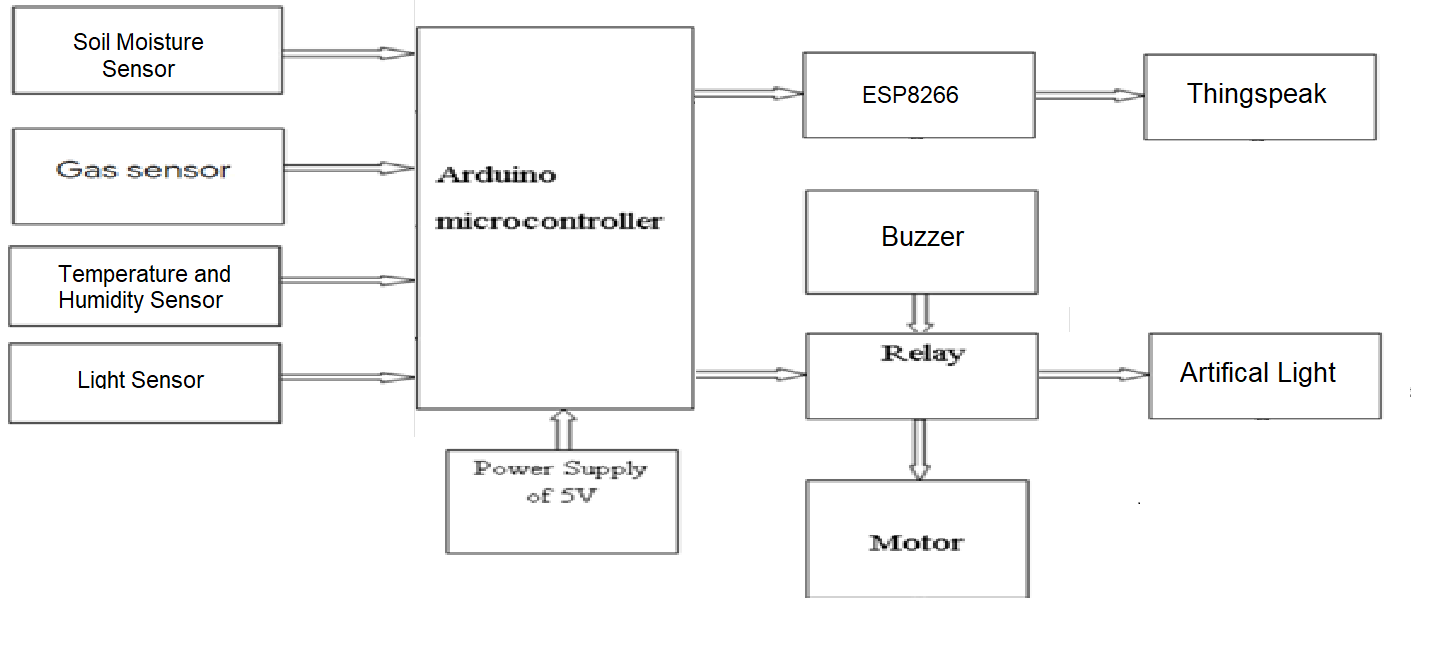 Soil Moisture
Sensor
Gas sensor
Temperature and
Humidity Sensor
Light Sensor
Arduino
microcontroller
Power Supply
of 5V
ESP8266
Thingspeak
Buzzer
Relay
Artifical Light
Motor